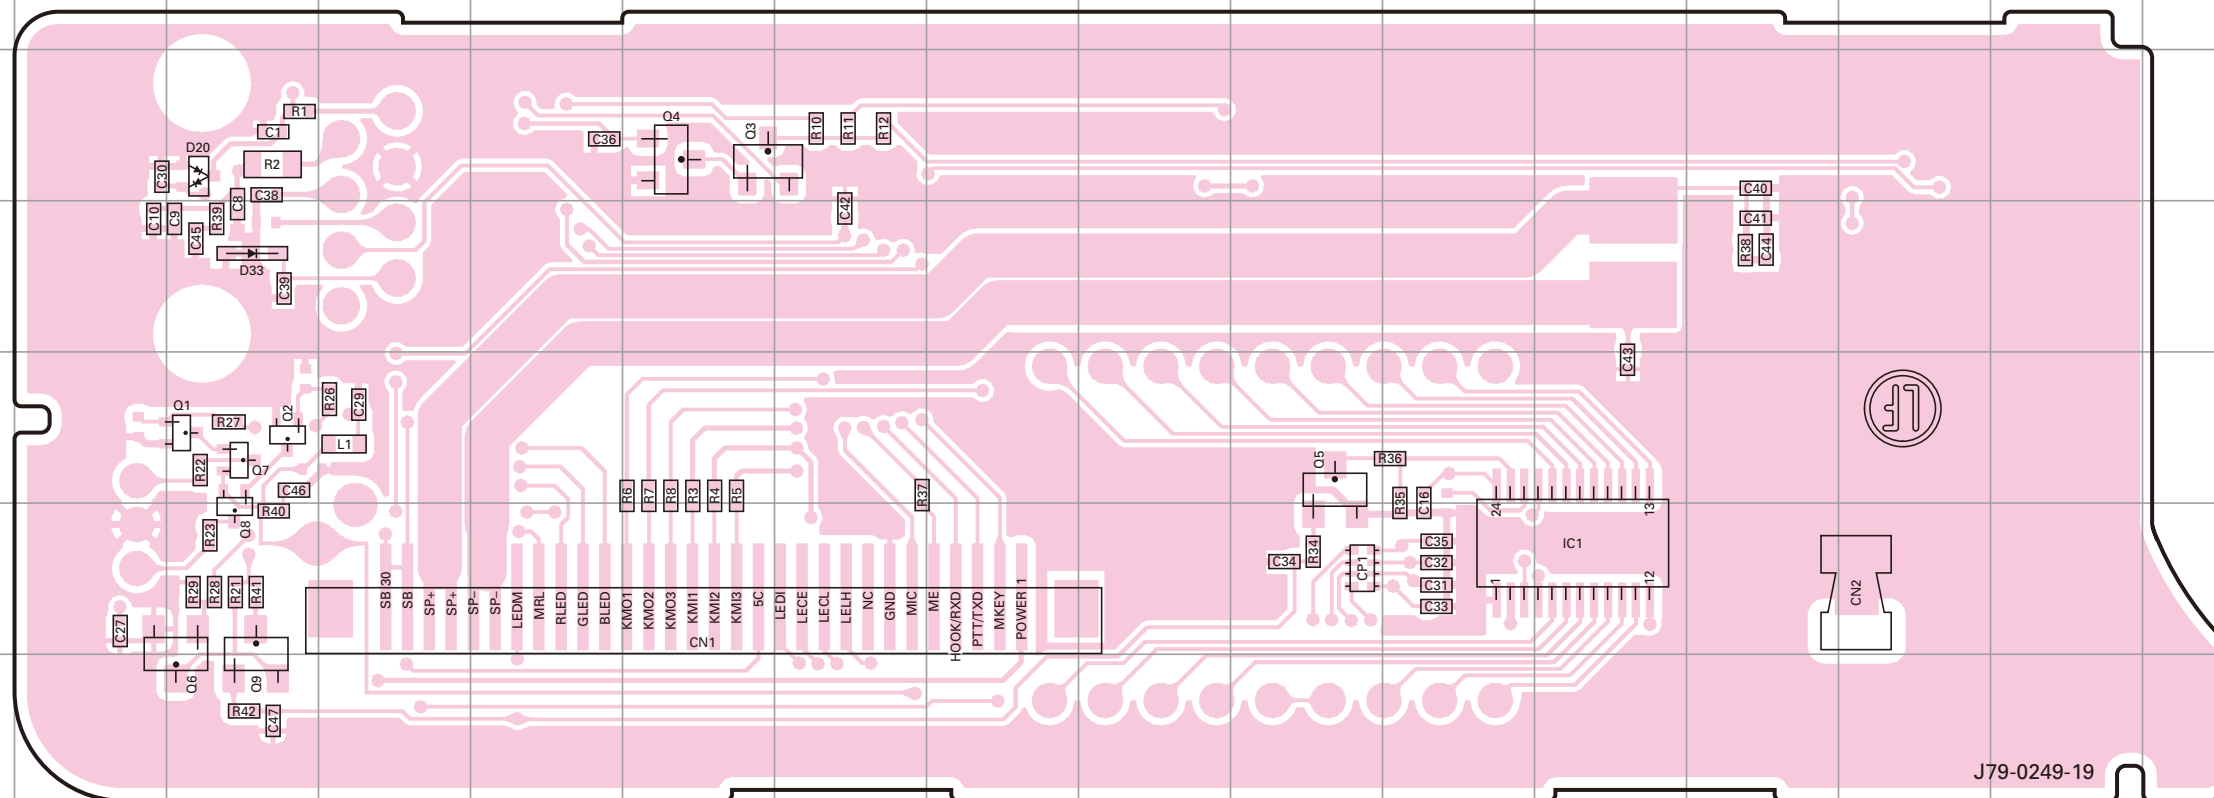 R1
C1
D20
R2
C30
C38
C8
C10
C9
R39
C45
D33
C39
C36
Q4
Q3
R10
R11
R12
C42
C40
C41
R38
C44
C43
Q1
R27
Q2
R26
C29
L1
R22
Q7
C46
R40
Q8
R23
R29
R28
R21
R41
C27
Q6
Q9
R42
C47
R6
R7
R8
R3
R4
R5
R37
SB 30
SB
SP+
SP+
SP-
SP-
LEDM
MRL
RLED
GLED
BLED
KMO1
KMO2
KMO3
KMI1
KMI2
KMI3
5C
LEDI
LECE
LECL
LELH
NC
GND
MIC
ME
HOOK/RXD
PTT/TXD
MKEY
POWER 1
CN1
Q5
R36
R35
C16
C34
R34
CP1
C35
C32
C31
C33
24
13
IC1
1
12
CN2
J79-0249-19